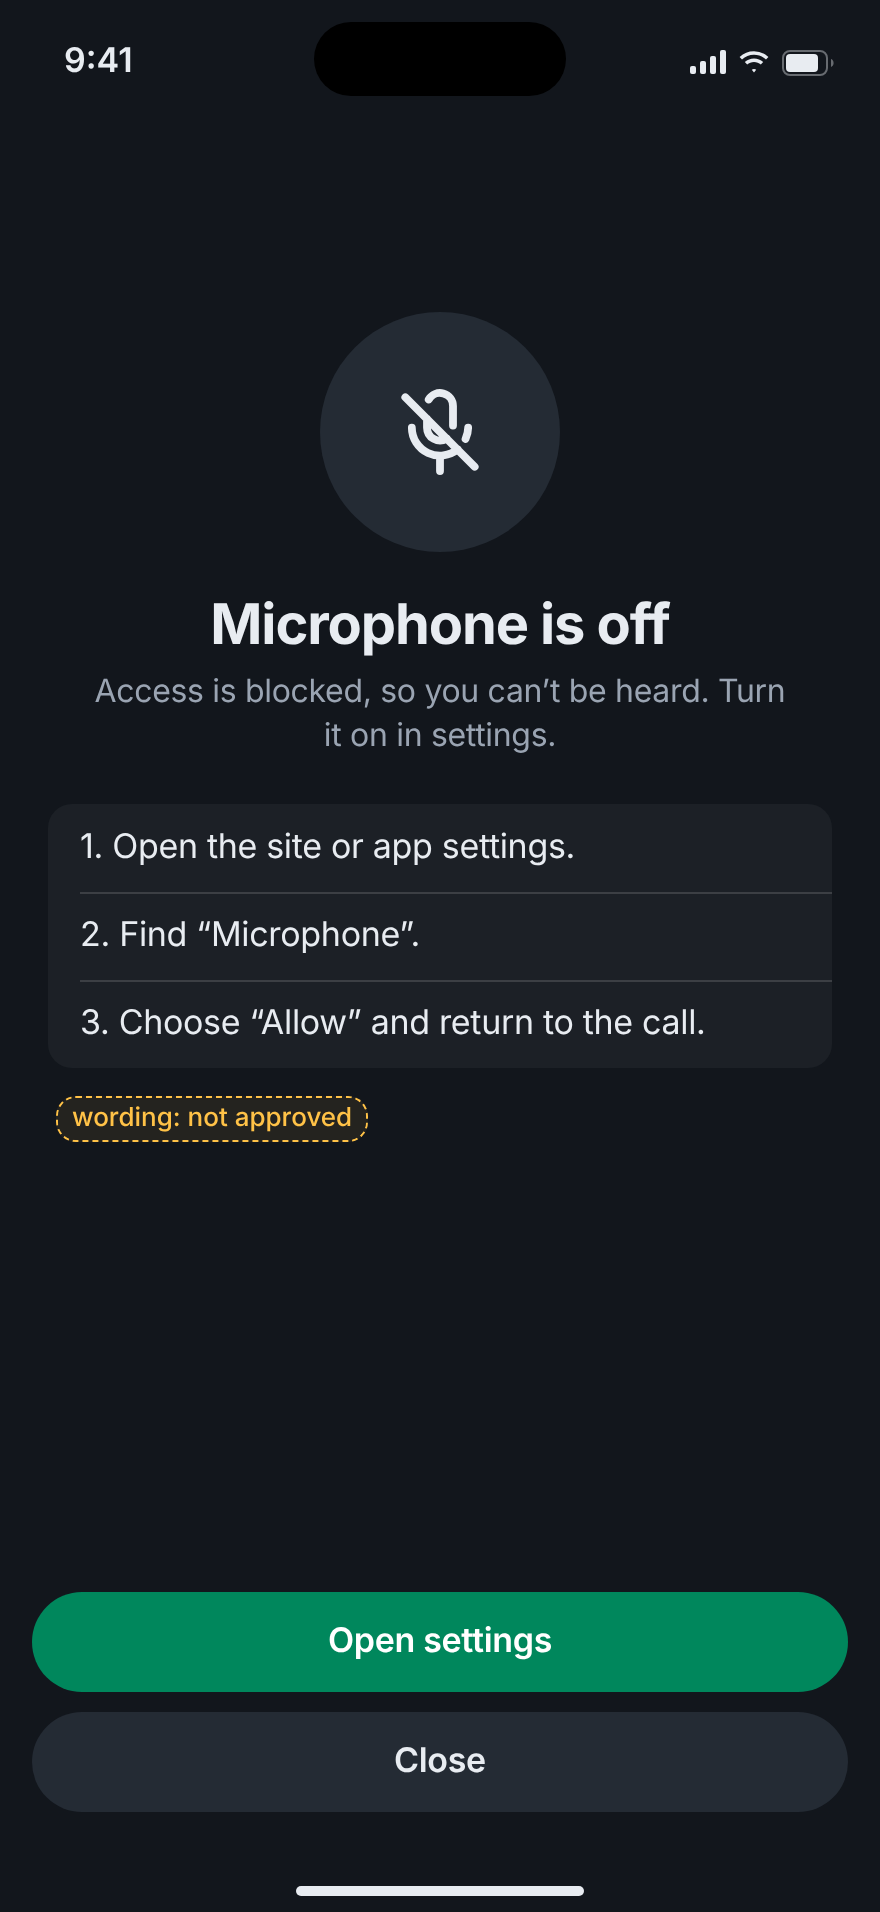 9:41
Microphone is off
Access is blocked, so you can’t be heard. Turn
it on in settings.
1. Open the site or app settings.
2. Find “Microphone”.
3. Choose “Allow” and return to the call.
wording: not approved
Open settings
Close